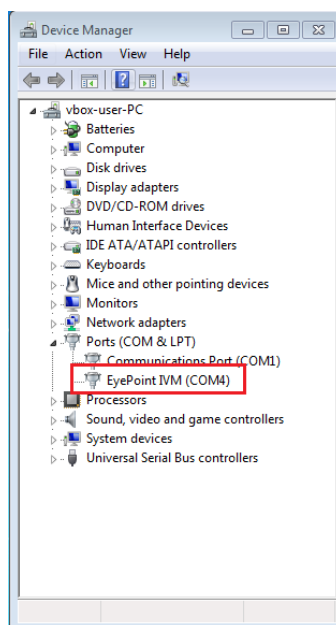 Device Manager
File Action View Help
vbox-user-PC
Batteries
Computer
Disk drives
Display adapters
DVD/CD-ROM drives
Human Interface Devices
IDE ATA/ATAPI controllers
Keyboards
Mice and other pointing devices
Monitors
Network adapters
Ports (COM & LPT)
Communications Port (COM1)
EyePoint IVM (COM4)
Processors
Sound, video and game controllers
System devices
Universal Serial Bus controllers